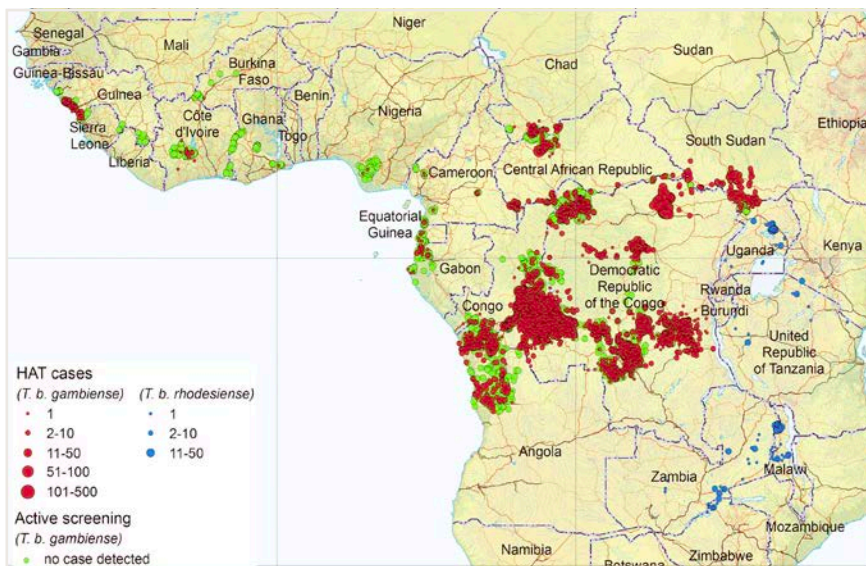 Niger
Senegal
Mali
Sudan
Gambia
Chad
Burkina
Faso
Guinea-Bissau
Guinea
Benin
Nigeria
Côte
d'Ivoire
Ghana
Togo
Sierra
Leone
Liberia
Ethiopia
South Sudan
Central African Republic
Cameroon
Equatorial
Guinea
Uganda
Kenya
Gabon
Democratic
Republic
of the Congo
Rwanda
Congo
Burundi
United
Republic
of Tanzania
HAT cases
(T. b. gambiense) (T. b. rhodesiense)
1 1
2-10 2-10
11-50 11-50
51-100
101-500
Active screening
(T. b. gambiense)
no case detected
Angola
Zambia
Malawi
Mozambique
Namibia
Botswana
Zimbabwe